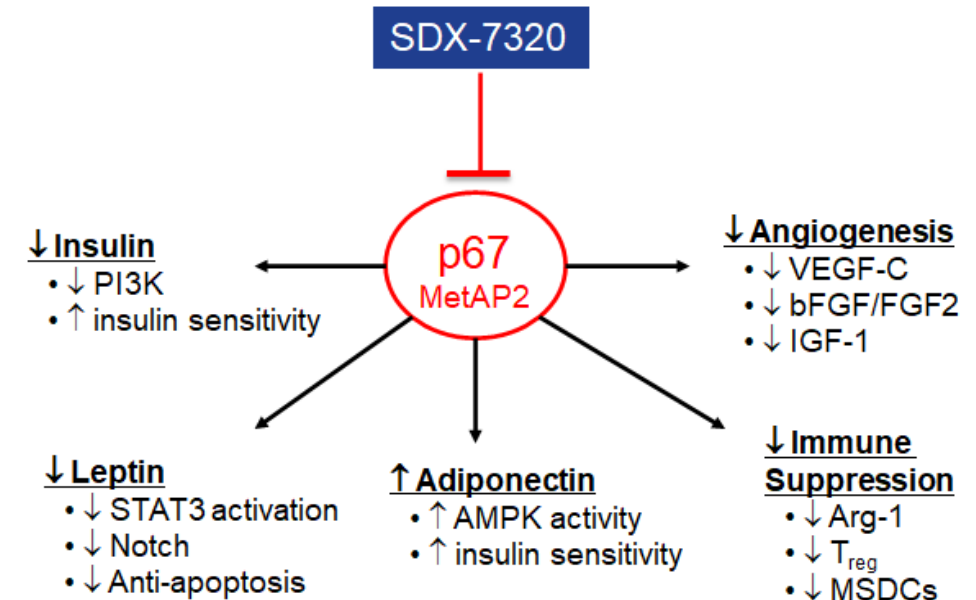 SDX-7320
p67
MetAP2
↓Insulin
• ↓ PI3K
• ↑ insulin sensitivity
↓Angiogenesis
• ↓ VEGF-C
• ↓ bFGF/FGF2
• ↓ IGF-1
↓Leptin
• ↓ STAT3 activation
• ↓ Notch
• ↓ Anti-apoptosis
↑Adiponectin
• ↑ AMPK activity
• ↑ insulin sensitivity
↓Immune
Suppression
• ↓ Arg-1
• ↓ Treg
• ↓ MSDCs